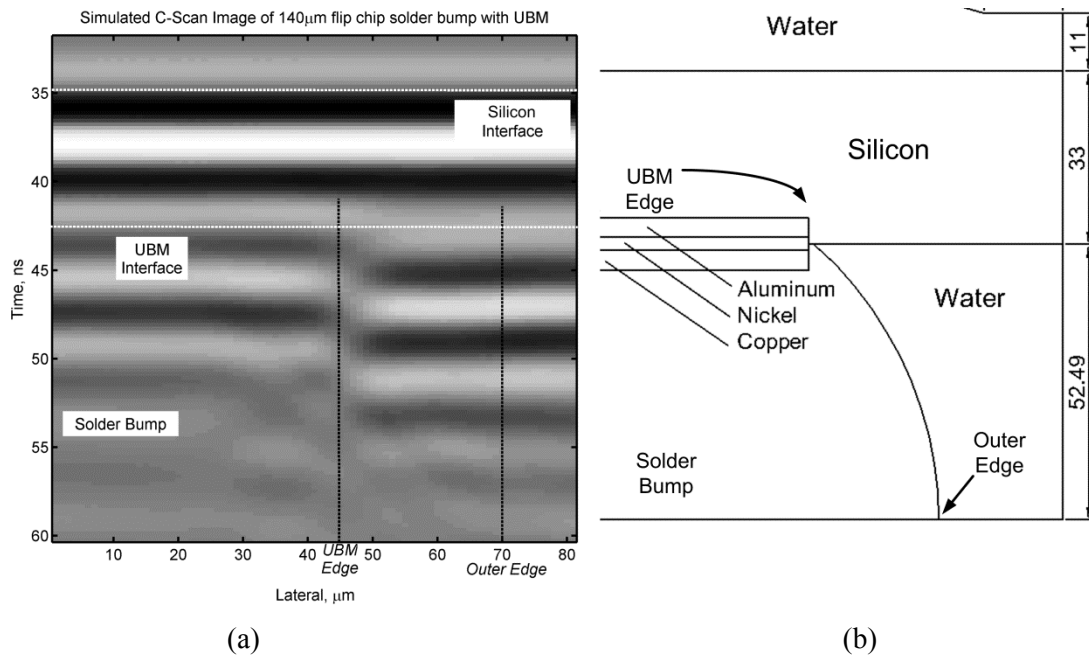 Simulated C-Scan Image of 140μm flip chip solder bump with UBM
35
40
45
50
55
60
Time, ns
Silicon
Interface
UBM
Interface
Solder Bump
10
20
30
40
50
60
70
80
UBM
Edge
Outer Edge
Lateral, μm
(a)
Water
11
Silicon
33
UBM
Edge
Aluminum
Nickel
Copper
Water
52.49
Solder
Bump
Outer
Edge
(b)